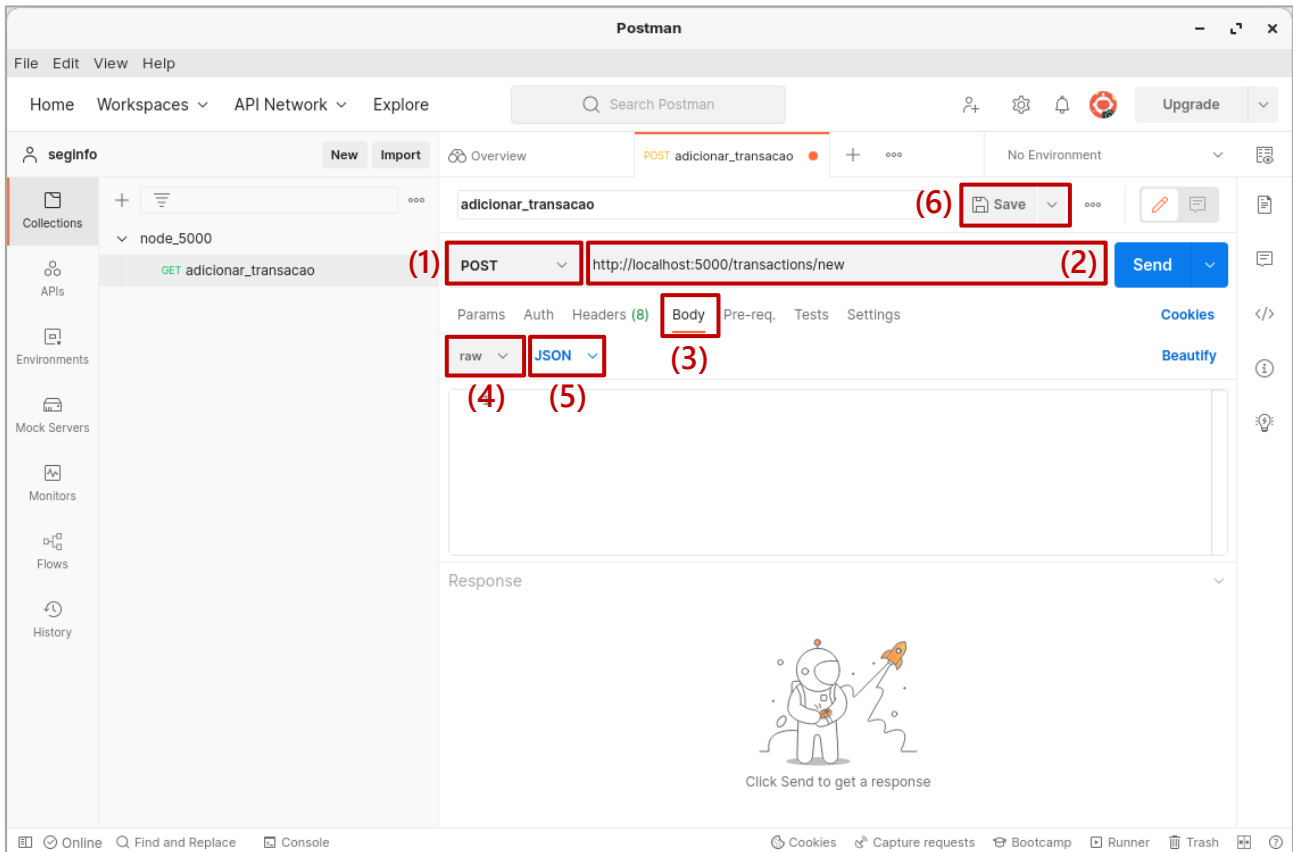 Postman
File Edit View Help
Home Workspaces API Network Explore Search Postman Upgrade
seginfo New Import Overview POST adicionar_transacao No Environment
Collections
node_5000
GET adicionar_transacao
APIs
Environments
Mock Servers
Monitors
Flows
History
adicionar_transacao (6) Save
(1) POST http://localhost:5000/transactions/new (2) Send
Params Auth Headers (8) Body Pre-req. Tests Settings Cookies
raw JSON (3) Beautify
(4) (5)
Response
Click Send to get a response
Online Find and Replace Console Cookies Capture requests Bootcamp Runner Trash